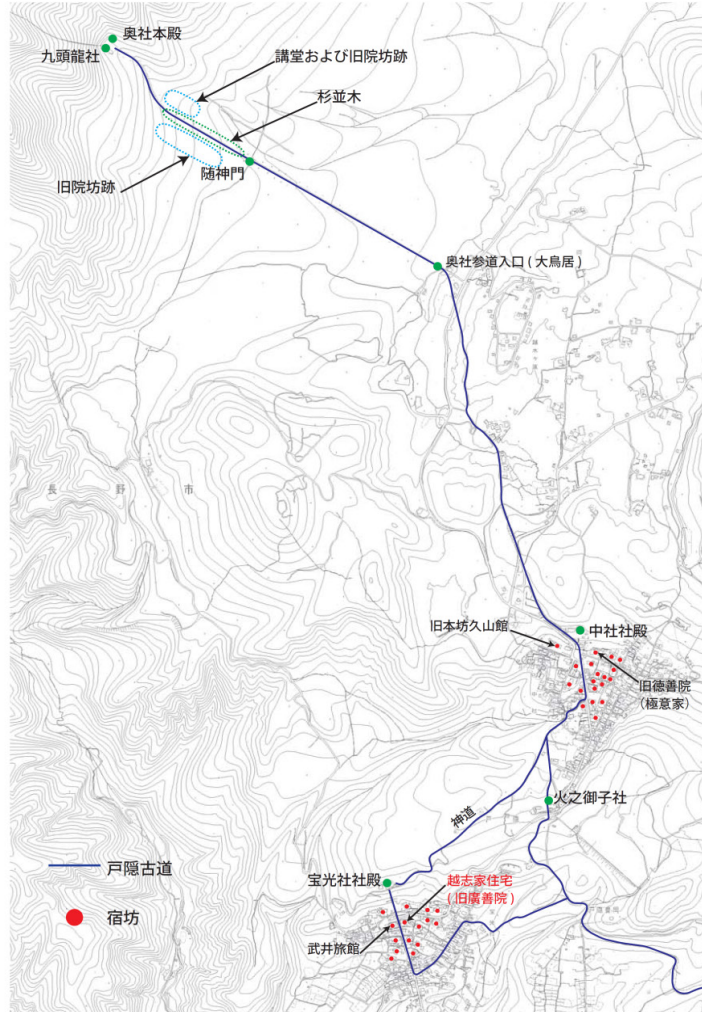 奥社本殿
九頭龍社
講堂および旧院坊跡
杉並木
旧院坊跡
随神門
奥社参道入口(大鳥居)
長野市
旧本坊久山館
中社社殿
旧徳善院
(極意家)
火之御子社
神道
戸隠古道
宝光社社殿
越志家住宅
(旧廣善院)
宿坊
武井旅館